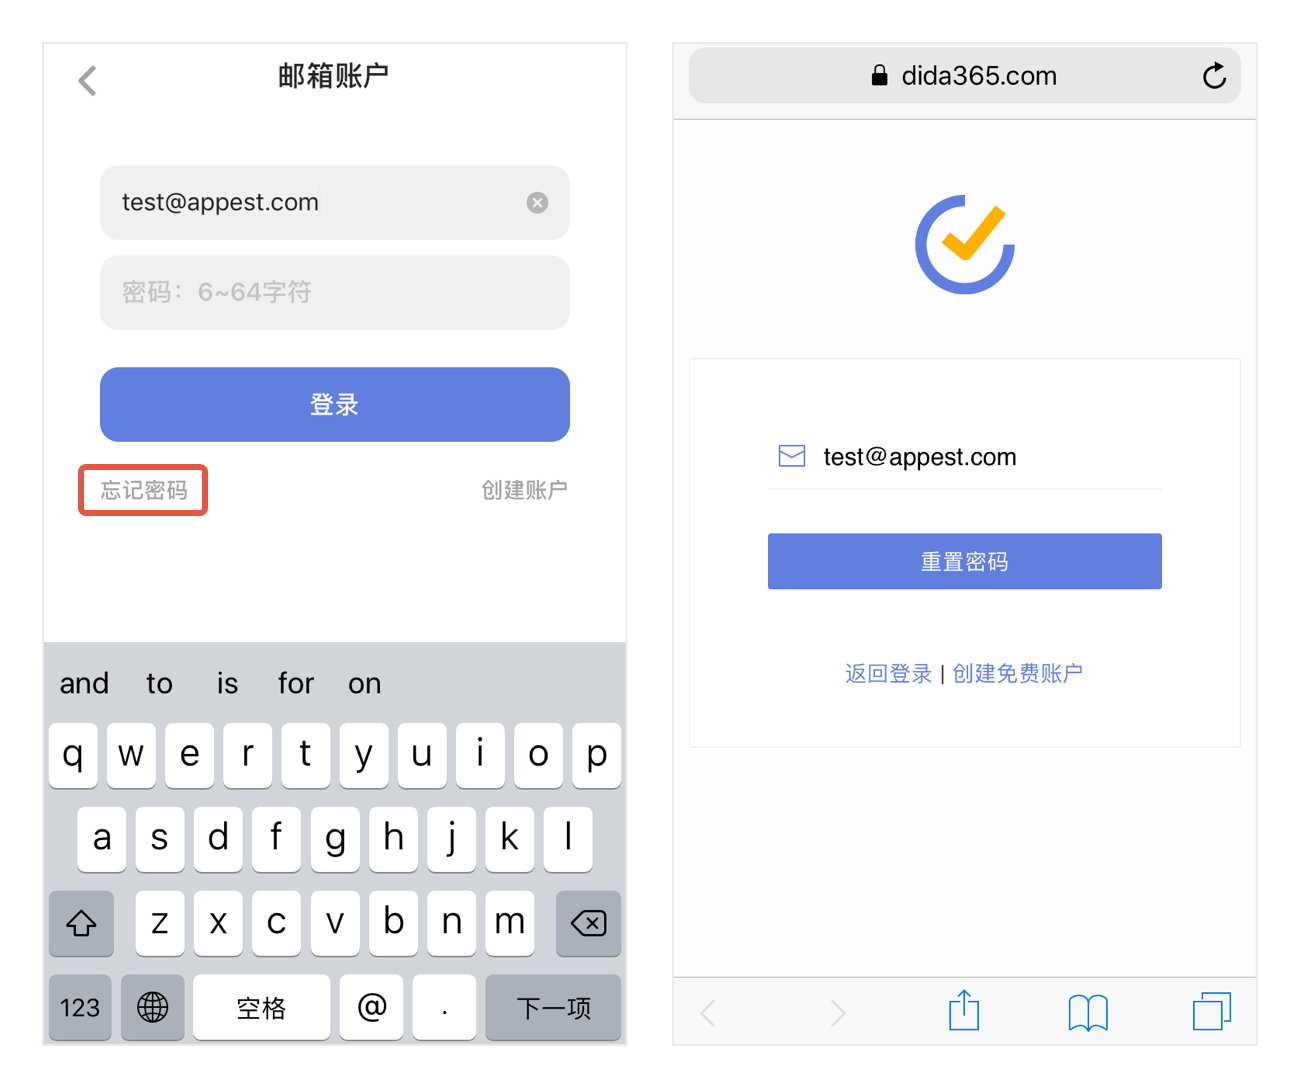 邮箱账户
test@appest.com
密码：6~64字符
登录
忘记密码
创建账户
and to is for on
q w e r t y u i o p
a s d f g h j k l
z x c v b n m
123 空格 @ . 下一项
dida365.com
test@appest.com
重置密码
返回登录 | 创建免费账户